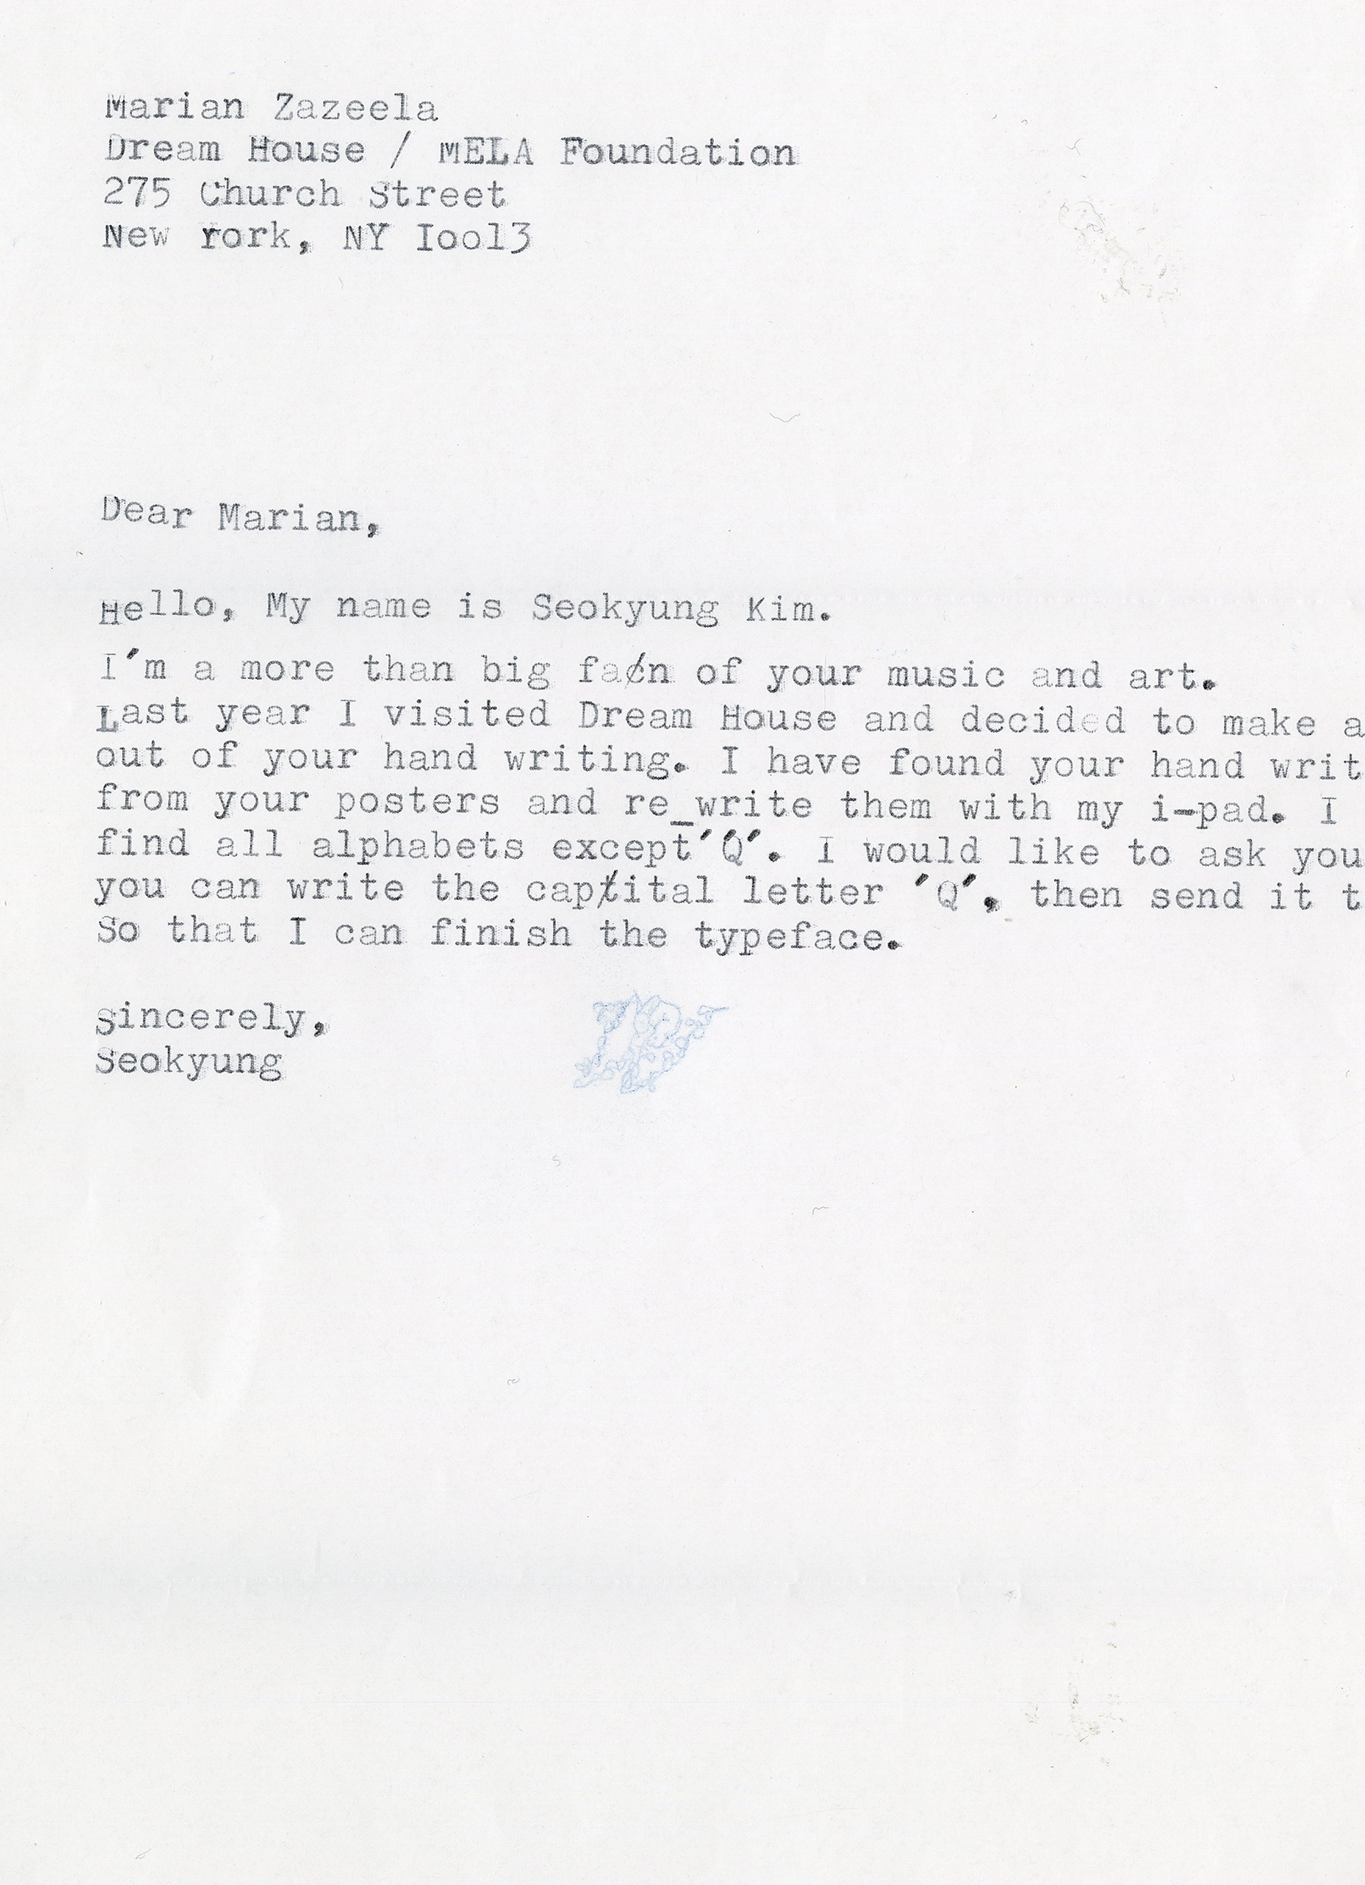 Marian Zazeela
Dream House / MELA Foundation
275 Church Street
New York, NY Iool3
Dear Marian,
Hello, My name is Seokyung Kim.
I'm a more than big fa¢n of your music and art.
Last year I visited Dream House and decided to make a
out of your hand writing. I have found your hand writ
from your posters and re_write them with my i-pad. I
find all alphabets except'Q'. I would like to ask you
you can write the cap/ital letter 'Q', then send it t
So that I can finish the typeface.
Sincerely,
Seokyung